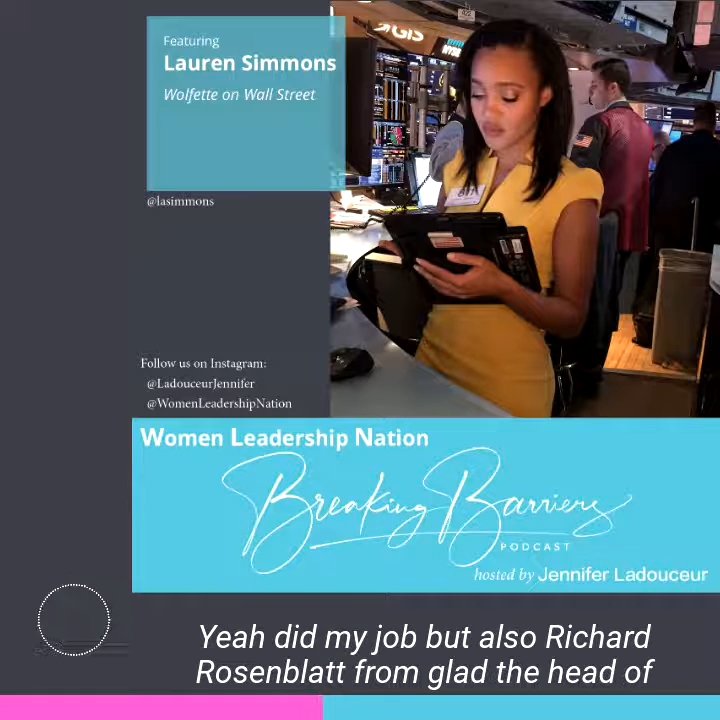 Featuring
Lauren Simmons
Wolfette on Wall Street
@lasimmons
Follow us on Instagram:
@LadouceurJennifer
@WomenLeadershipNation
Women Leadership Nation
Breaking Barriers
PODCAST
hosted by Jennifer Ladouceur
Yeah did my job but also Richard
Rosenblatt from glad the head of